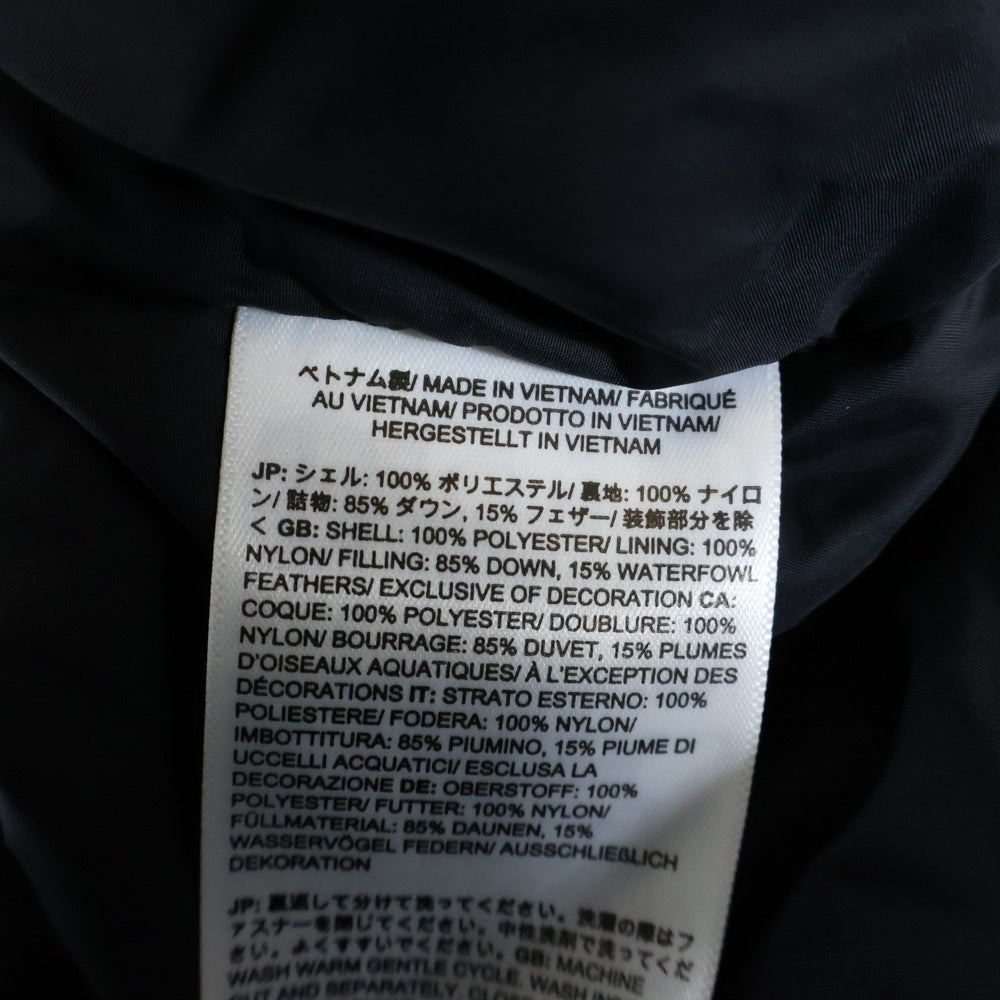 ベトナム製/ MADE IN VIETNAM/ FABRIQUÉ
AU VIETNAM/ PRODOTTO IN VIETNAM/
HERGESTELLT IN VIETNAM
JP: シェル: 100% ポリエステル/ 裏地: 100% ナイロ
ン/ 詰物: 85% ダウン, 15% フェザー/ 装飾部分を除
く GB: SHELL: 100% POLYESTER/ LINING: 100%
NYLON/ FILLING: 85% DOWN, 15% WATERFOWL
FEATHERS/ EXCLUSIVE OF DECORATION CA:
COQUE: 100% POLYESTER/ DOUBLURE: 100%
NYLON/ BOURRAGE: 85% DUVET, 15% PLUMES
D'OISEAUX AQUATIQUES/ À L'EXCEPTION DES
DÉCORATIONS IT: STRATO ESTERNO: 100%
POLIESTERE/ FODERA: 100% NYLON/
IMBOTTITURA: 85% PIUMINO, 15% PIUME DI
UCCELLI ACQUATICI/ ESCLUSA LA
DECORAZIONE DE: OBERSTOFF: 100%
POLYESTER/ FUTTER: 100% NYLON/
FÜLLMATERIAL: 85% DAUNEN, 15%
WASSERVÖGEL FEDERN/ AUSSCHLIEßLICH
DEKORATION
JP: 裏返して分けて洗ってください。洗濯の際はフ
ァスナーを閉じてください。中性洗剤で洗ってくだ
さい。よくすすいでください。GB: MACHINE
WASH WARM GENTLE CYCLE. WASH IN
OUT AND SEPARATELY.